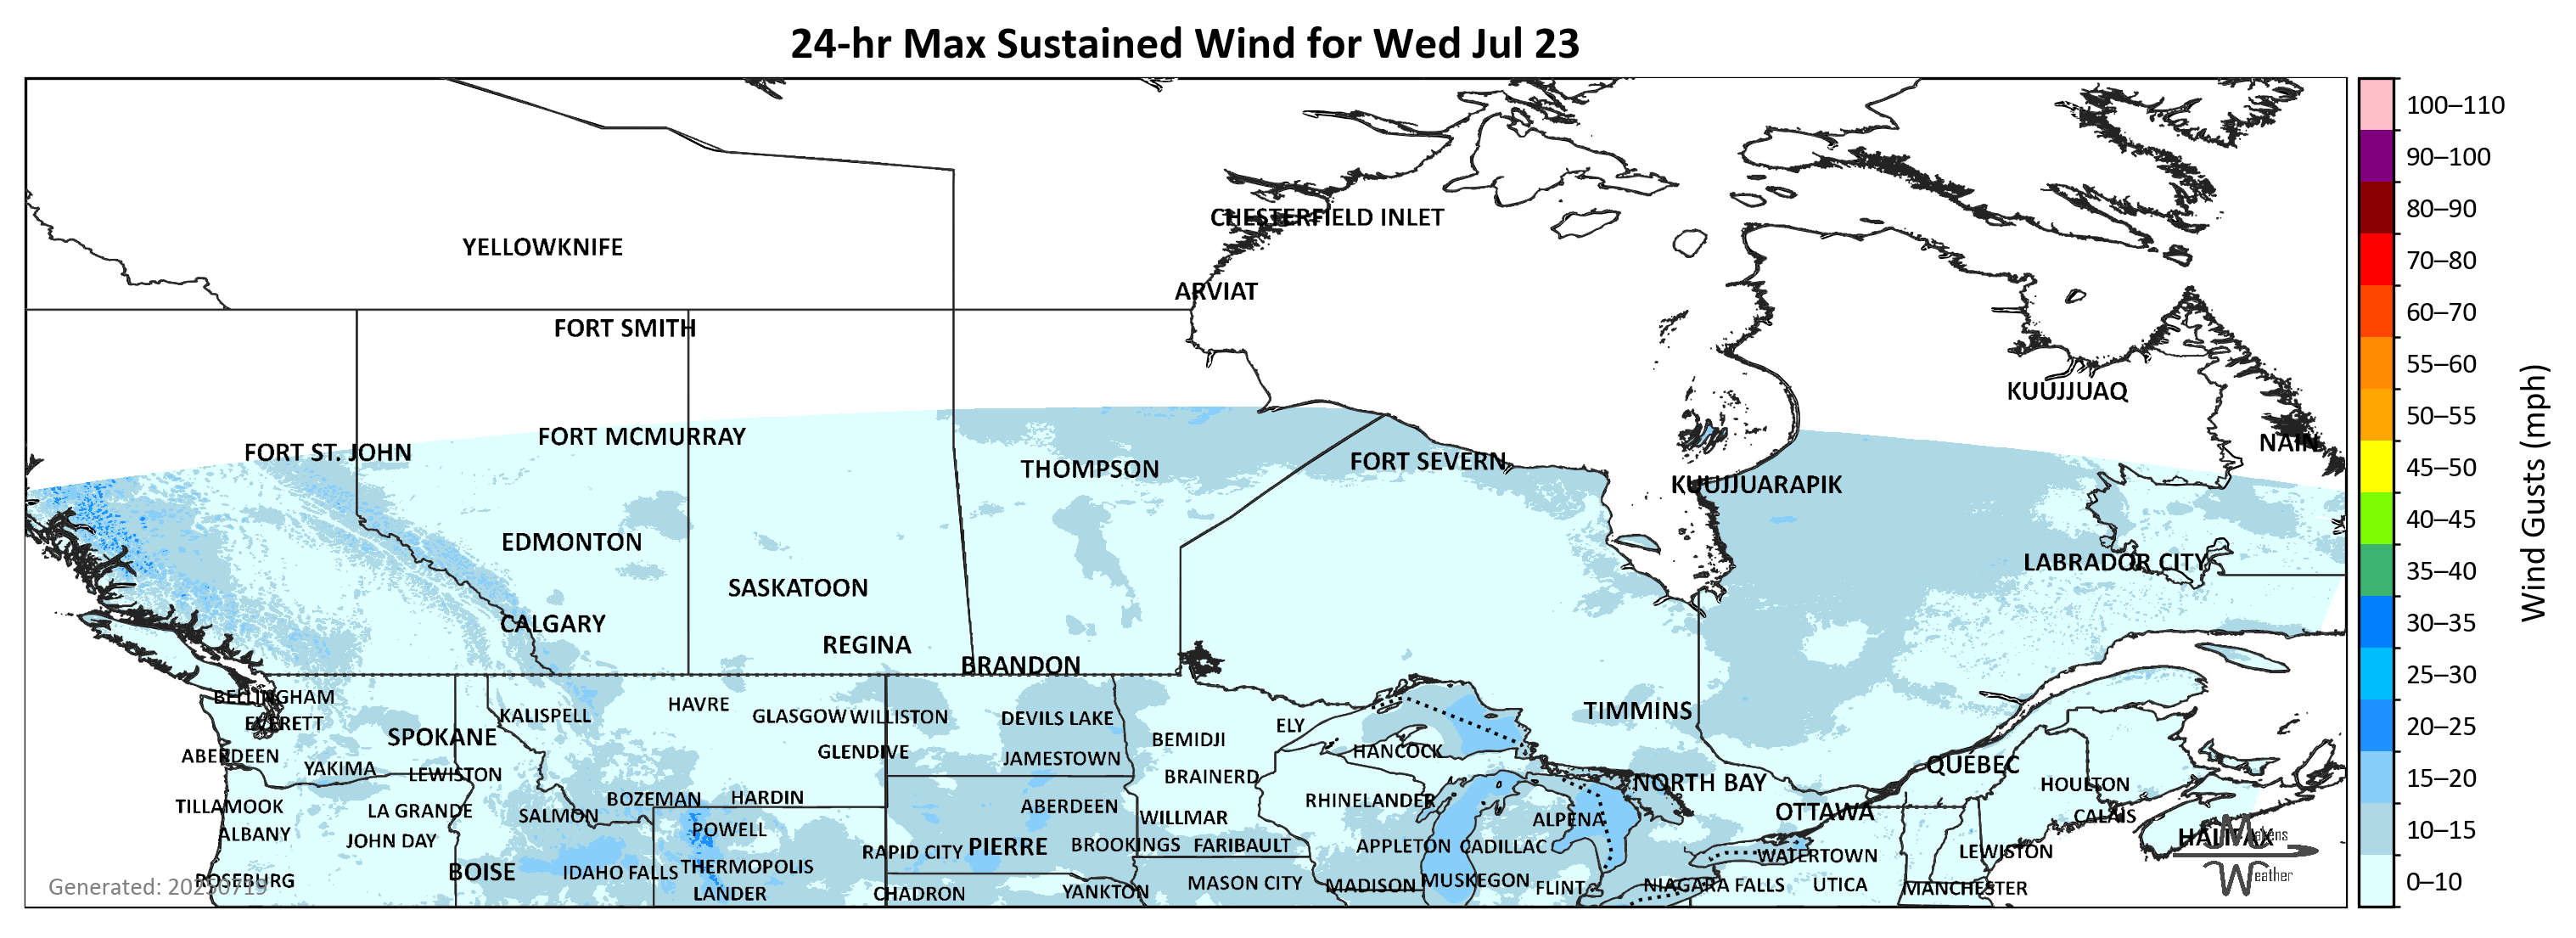 24-hr Max Sustained Wind for Wed Jul 23
100–110
90–100
CHESTERFIELD INLET
80–90
YELLOWKNIFE
70–80
ARVIAT
60–70
FORT SMITH
55–60
KUUJJUAQ
50–55
FORT MCMURRAY
NAIN
FORT ST. JOHN
THOMPSON
FORT SEVERN
45–50
KUUJJUARAPIK
40–45
EDMONTON
LABRADOR CITY
35–40
SASKATOON
CALGARY
30–35
REGINA
BRANDON
25–30
Wind Gusts (mph)
BELLINGHAM
HAVRE
KALISPELL
GLASGOW
WILLISTON
DEVILS LAKE
TIMMINS
EVERETT
ELY
20–25
SPOKANE
BEMIDJI
ABERDEEN
GLENDIVE
JAMESTOWN
HANCOCK
QUÉBEC
YAKIMA
LEWISTON
BRAINERD
NORTH BAY
HOULTON
15–20
TILLAMOOK
LA GRANDE
SALMON
BOZEMAN
HARDIN
ABERDEEN
RHINELANDER
OTTAWA
CALAIS
WILLMAR
ALPENA
10–15
ALBANY
JOHN DAY
POWELL
HALIFAX
Makens
Weather
RAPID CITY
PIERRE
BROOKINGS
FARIBAULT
APPLETON
CADILLAC
WATERTOWN
LEWISTON
BOISE
IDAHO FALLS
THERMOPOLIS
Generated: 20250719
ROSEBURG
LANDER
CHADRON
YANKTON
MASON CITY
MADISON
MUSKEGON
FLINT
NIAGARA FALLS
UTICA
MANCHESTER
0–10